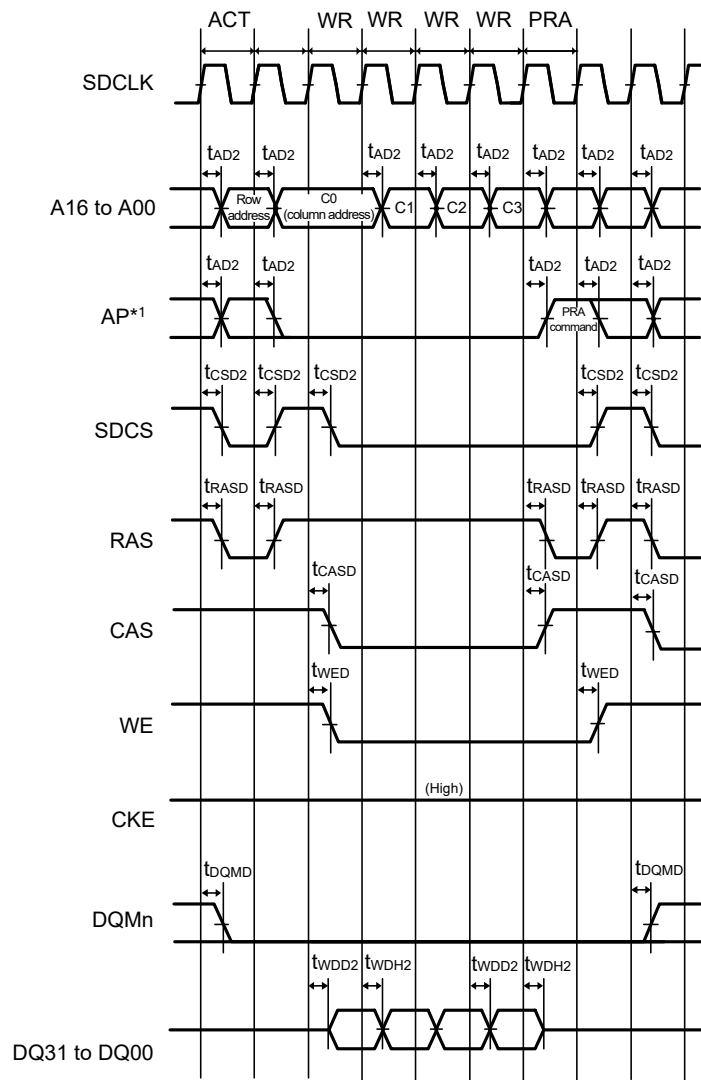 ACT WR WR WR WR PRA
SDCLK
tAD2 tAD2 tAD2 tAD2 tAD2 tAD2 tAD2 tAD2
A16 to A00
Row address
C0 (column address)
C1
C2
C3
tAD2 tAD2 tAD2 tAD2 tAD2
AP*1
PRA command
tCSD2 tCSD2 tCSD2 tCSD2 tCSD2
SDCS
tRASD tRASD tRASD tRASD tRASD
RAS
tCASD tCASD tCASD
CAS
tWED tWED
WE
(High)
CKE
tDQMD tDQMD
DQMn
tWDD2 tWDH2 tWDD2 tWDH2
DQ31 to DQ00